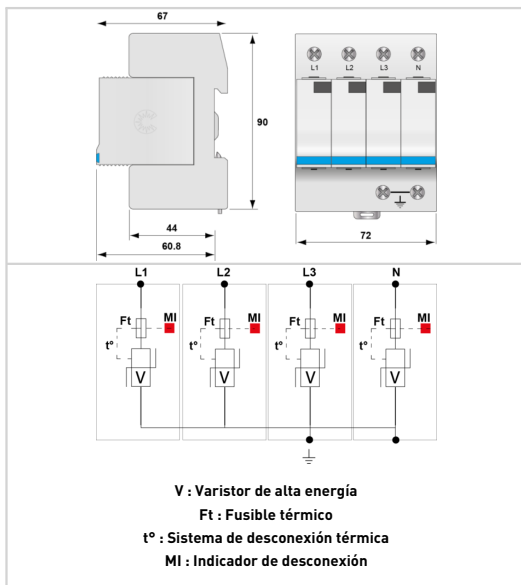 67
L1 L2 L3 N
90
44
60.8
72
L1 L2 L3 N
Ft MI Ft MI Ft MI Ft MI
t° t° t° t°
V V V V
V : Varistor de alta energía
Ft : Fusible térmico
t° : Sistema de desconexión térmica
MI : Indicador de desconexión